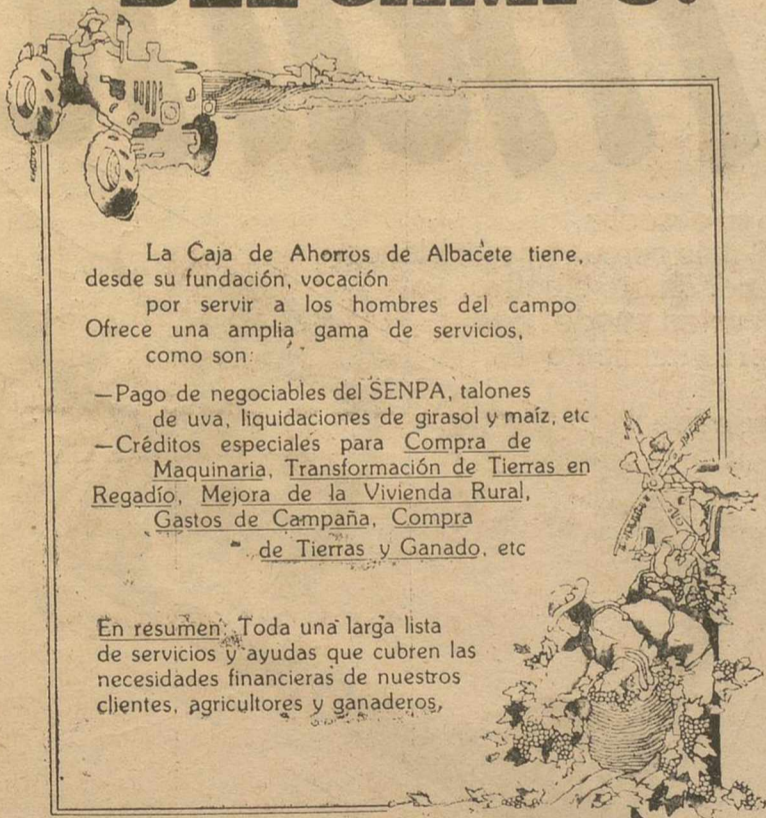 DEL CAMPO.
La Caja de Ahorros de Albacete tiene,
desde su fundación, vocación
por servir a los hombres del campo
Ofrece una amplia gama de servicios,
como son:
—Pago de negociables del SENPA, talones
de uva, liquidaciones de girasol y maíz, etc
—Créditos especiales para Compra de
Maquinaria, Transformación de Tierras en
Regadío, Mejora de la Vivienda Rural,
Gastos de Campaña, Compra
de Tierras y Ganado, etc
En resumen: Toda una larga lista
de servicios y ayudas que cubren las
necesidades financieras de nuestros
clientes, agricultores y ganaderos,